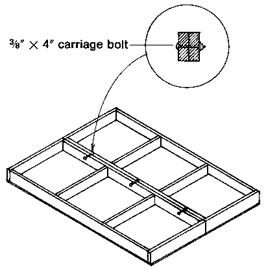 ⅜″ × 4″ carriage bolt